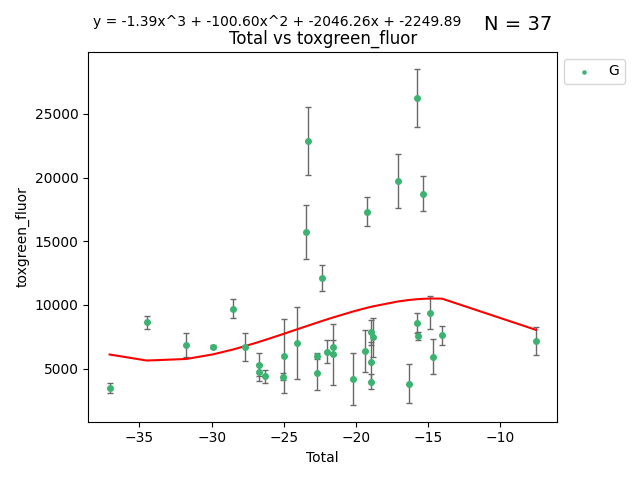 y = -1.39x^3 + -100.60x^2 + -2046.26x + -2249.89
N = 37
Total vs toxgreen_fluor
G
25000
20000
15000
10000
5000
toxgreen_fluor
−35 −30 −25 −20 −15 −10
Total